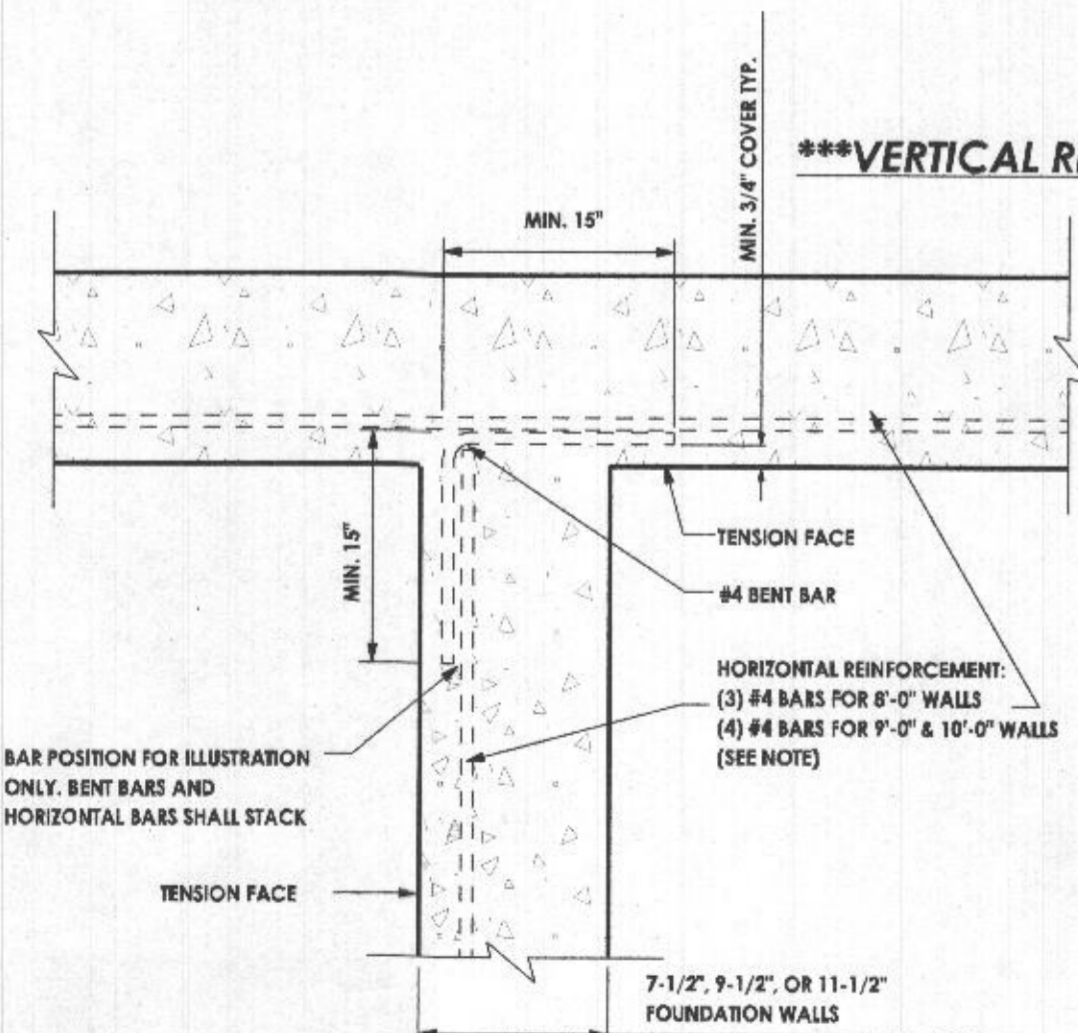 ***VERTICAL R
MIN. 15"
MIN. 3/4" COVER TYP.
MIN. 15"
TENSION FACE
#4 BENT BAR
HORIZONTAL REINFORCEMENT:
(3) #4 BARS FOR 8'-0" WALLS
(4) #4 BARS FOR 9'-0" & 10'-0" WALLS
(SEE NOTE)
BAR POSITION FOR ILLUSTRATION
ONLY. BENT BARS AND
HORIZONTAL BARS SHALL STACK
TENSION FACE
7-1/2", 9-1/2", OR 11-1/2"
FOUNDATION WALLS